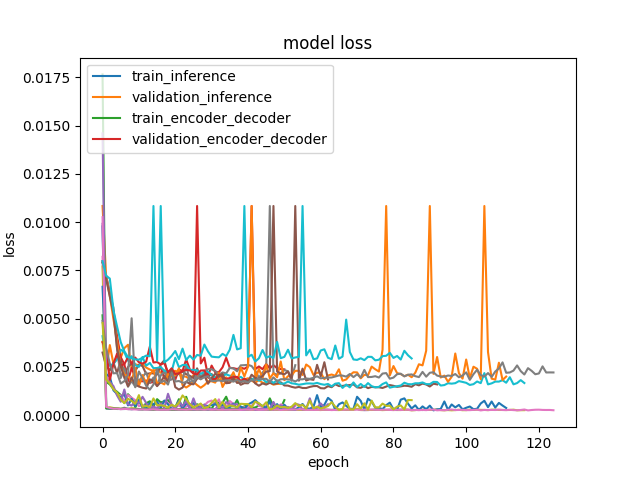 model loss
train_inference
validation_inference
train_encoder_decoder
validation_encoder_decoder
loss
0.0175
0.0150
0.0125
0.0100
0.0075
0.0050
0.0025
0.0000
0 20 40 60 80 100 120
epoch